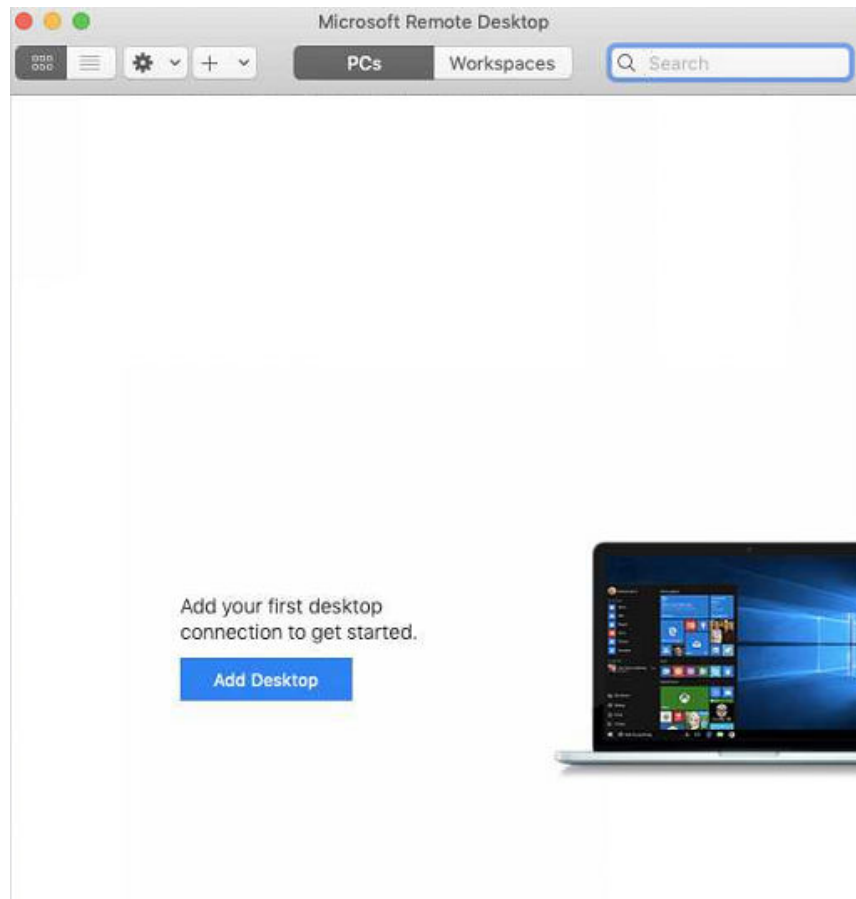 Microsoft Remote Desktop
PCs
Workspaces
Search
Add your first desktop
connection to get started.
Add Desktop